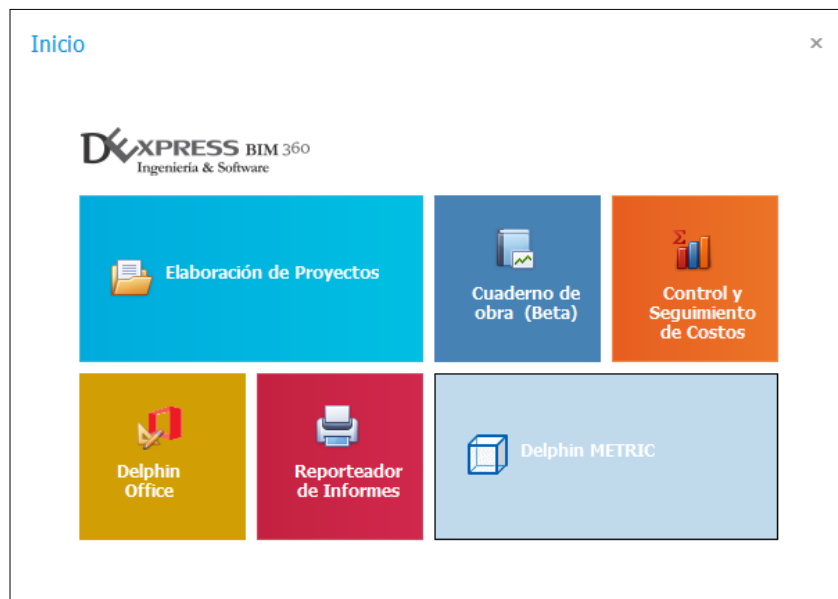 Inicio
DEXPRESS BIM 360
Ingeniería & Software
Elaboración de Proyectos
Cuaderno de
obra (Beta)
Control y
Seguimiento
de Costos
Delphin
Office
Reporteador
de Informes
Delphin METRIC